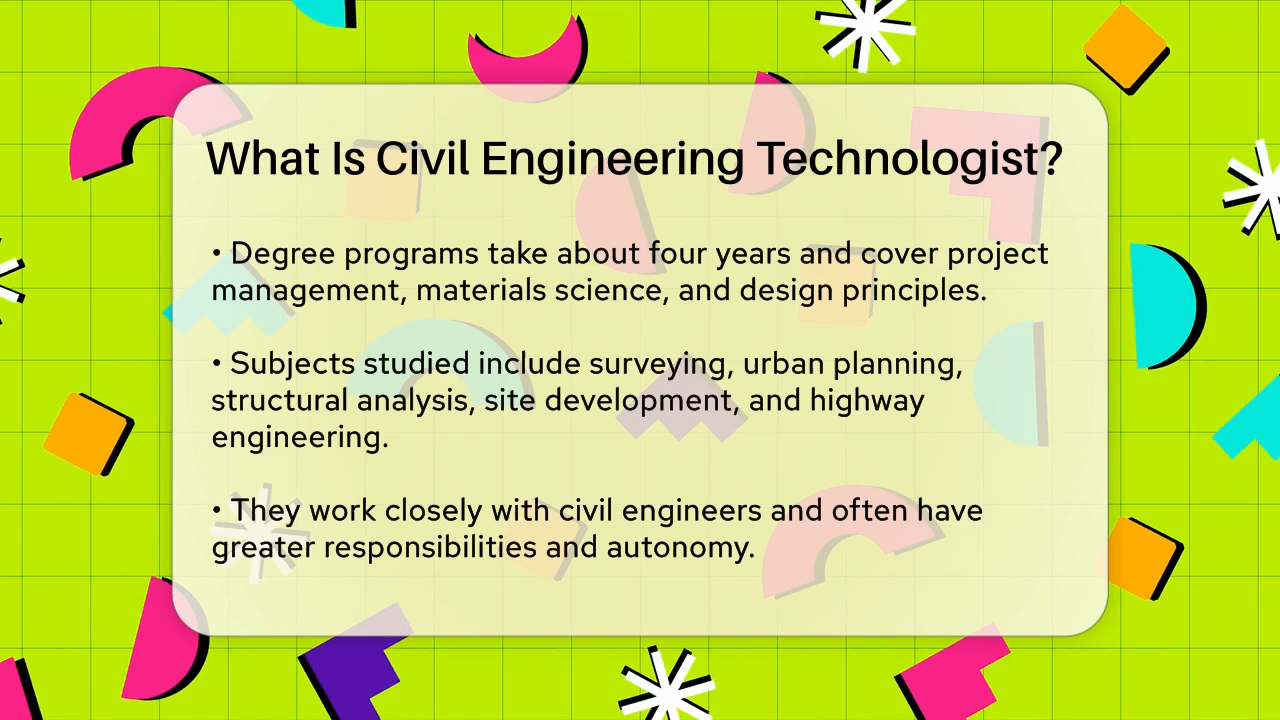 What Is Civil Engineering Technologist?
• Degree programs take about four years and cover project
management, materials science, and design principles.
• Subjects studied include surveying, urban planning,
structural analysis, site development, and highway
engineering.
• They work closely with civil engineers and often have
greater responsibilities and autonomy.